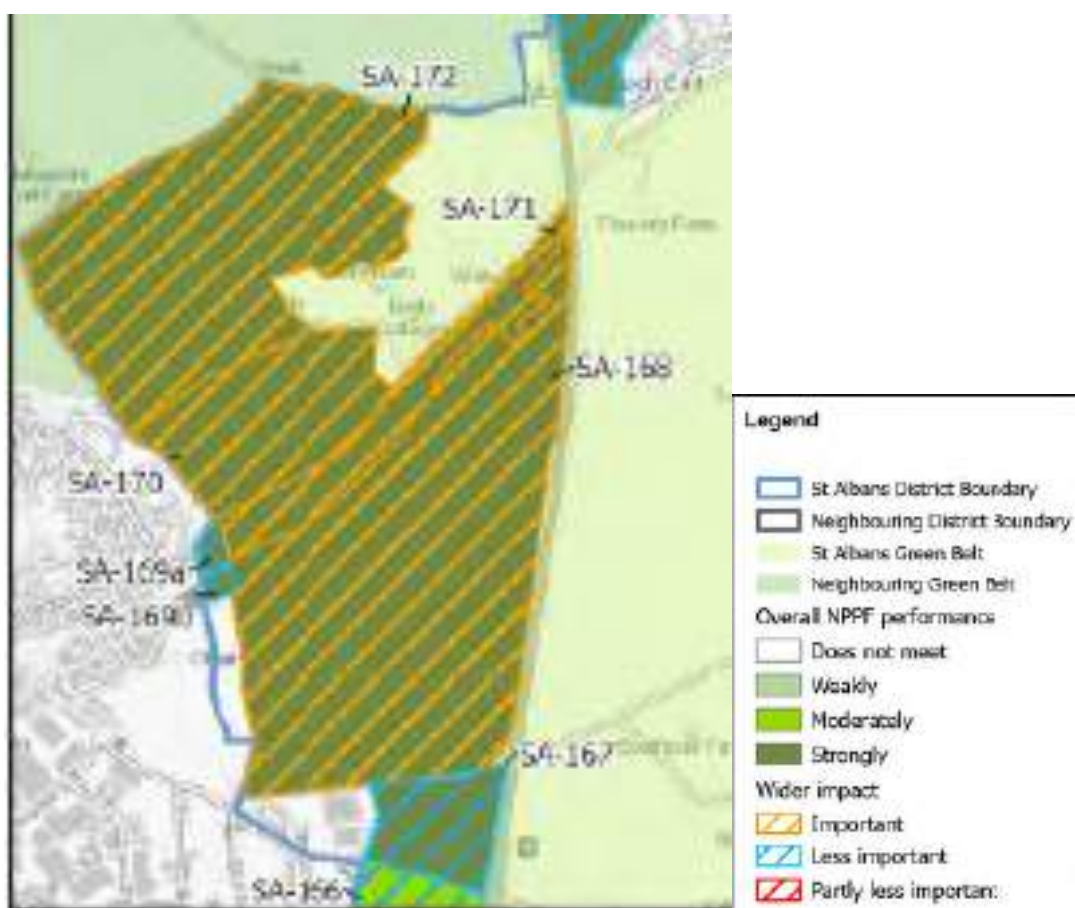 SA-172
SA-171
SA-168
SA-170
SA-169a
SA-169b
SA-167
SA-166
Legend
St Albans District Boundary
Neighbouring District Boundary
St Albans Green Belt
Neighbouring Green Belt
Overall NPPF performance
Does not meet
Weakly
Moderately
Strongly
Wider impact
Important
Less important
Partly less important